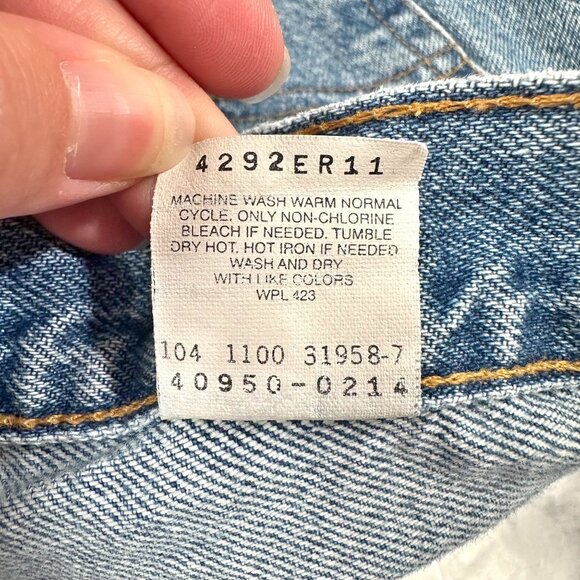 4292ER11
MACHINE WASH WARM NORMAL
CYCLE. ONLY NON-CHLORINE
BLEACH IF NEEDED. TUMBLE
DRY HOT. HOT IRON IF NEEDED
WASH AND DRY
WITH LIKE COLORS
WPL 423
104 1100 31958-7
40950-0214